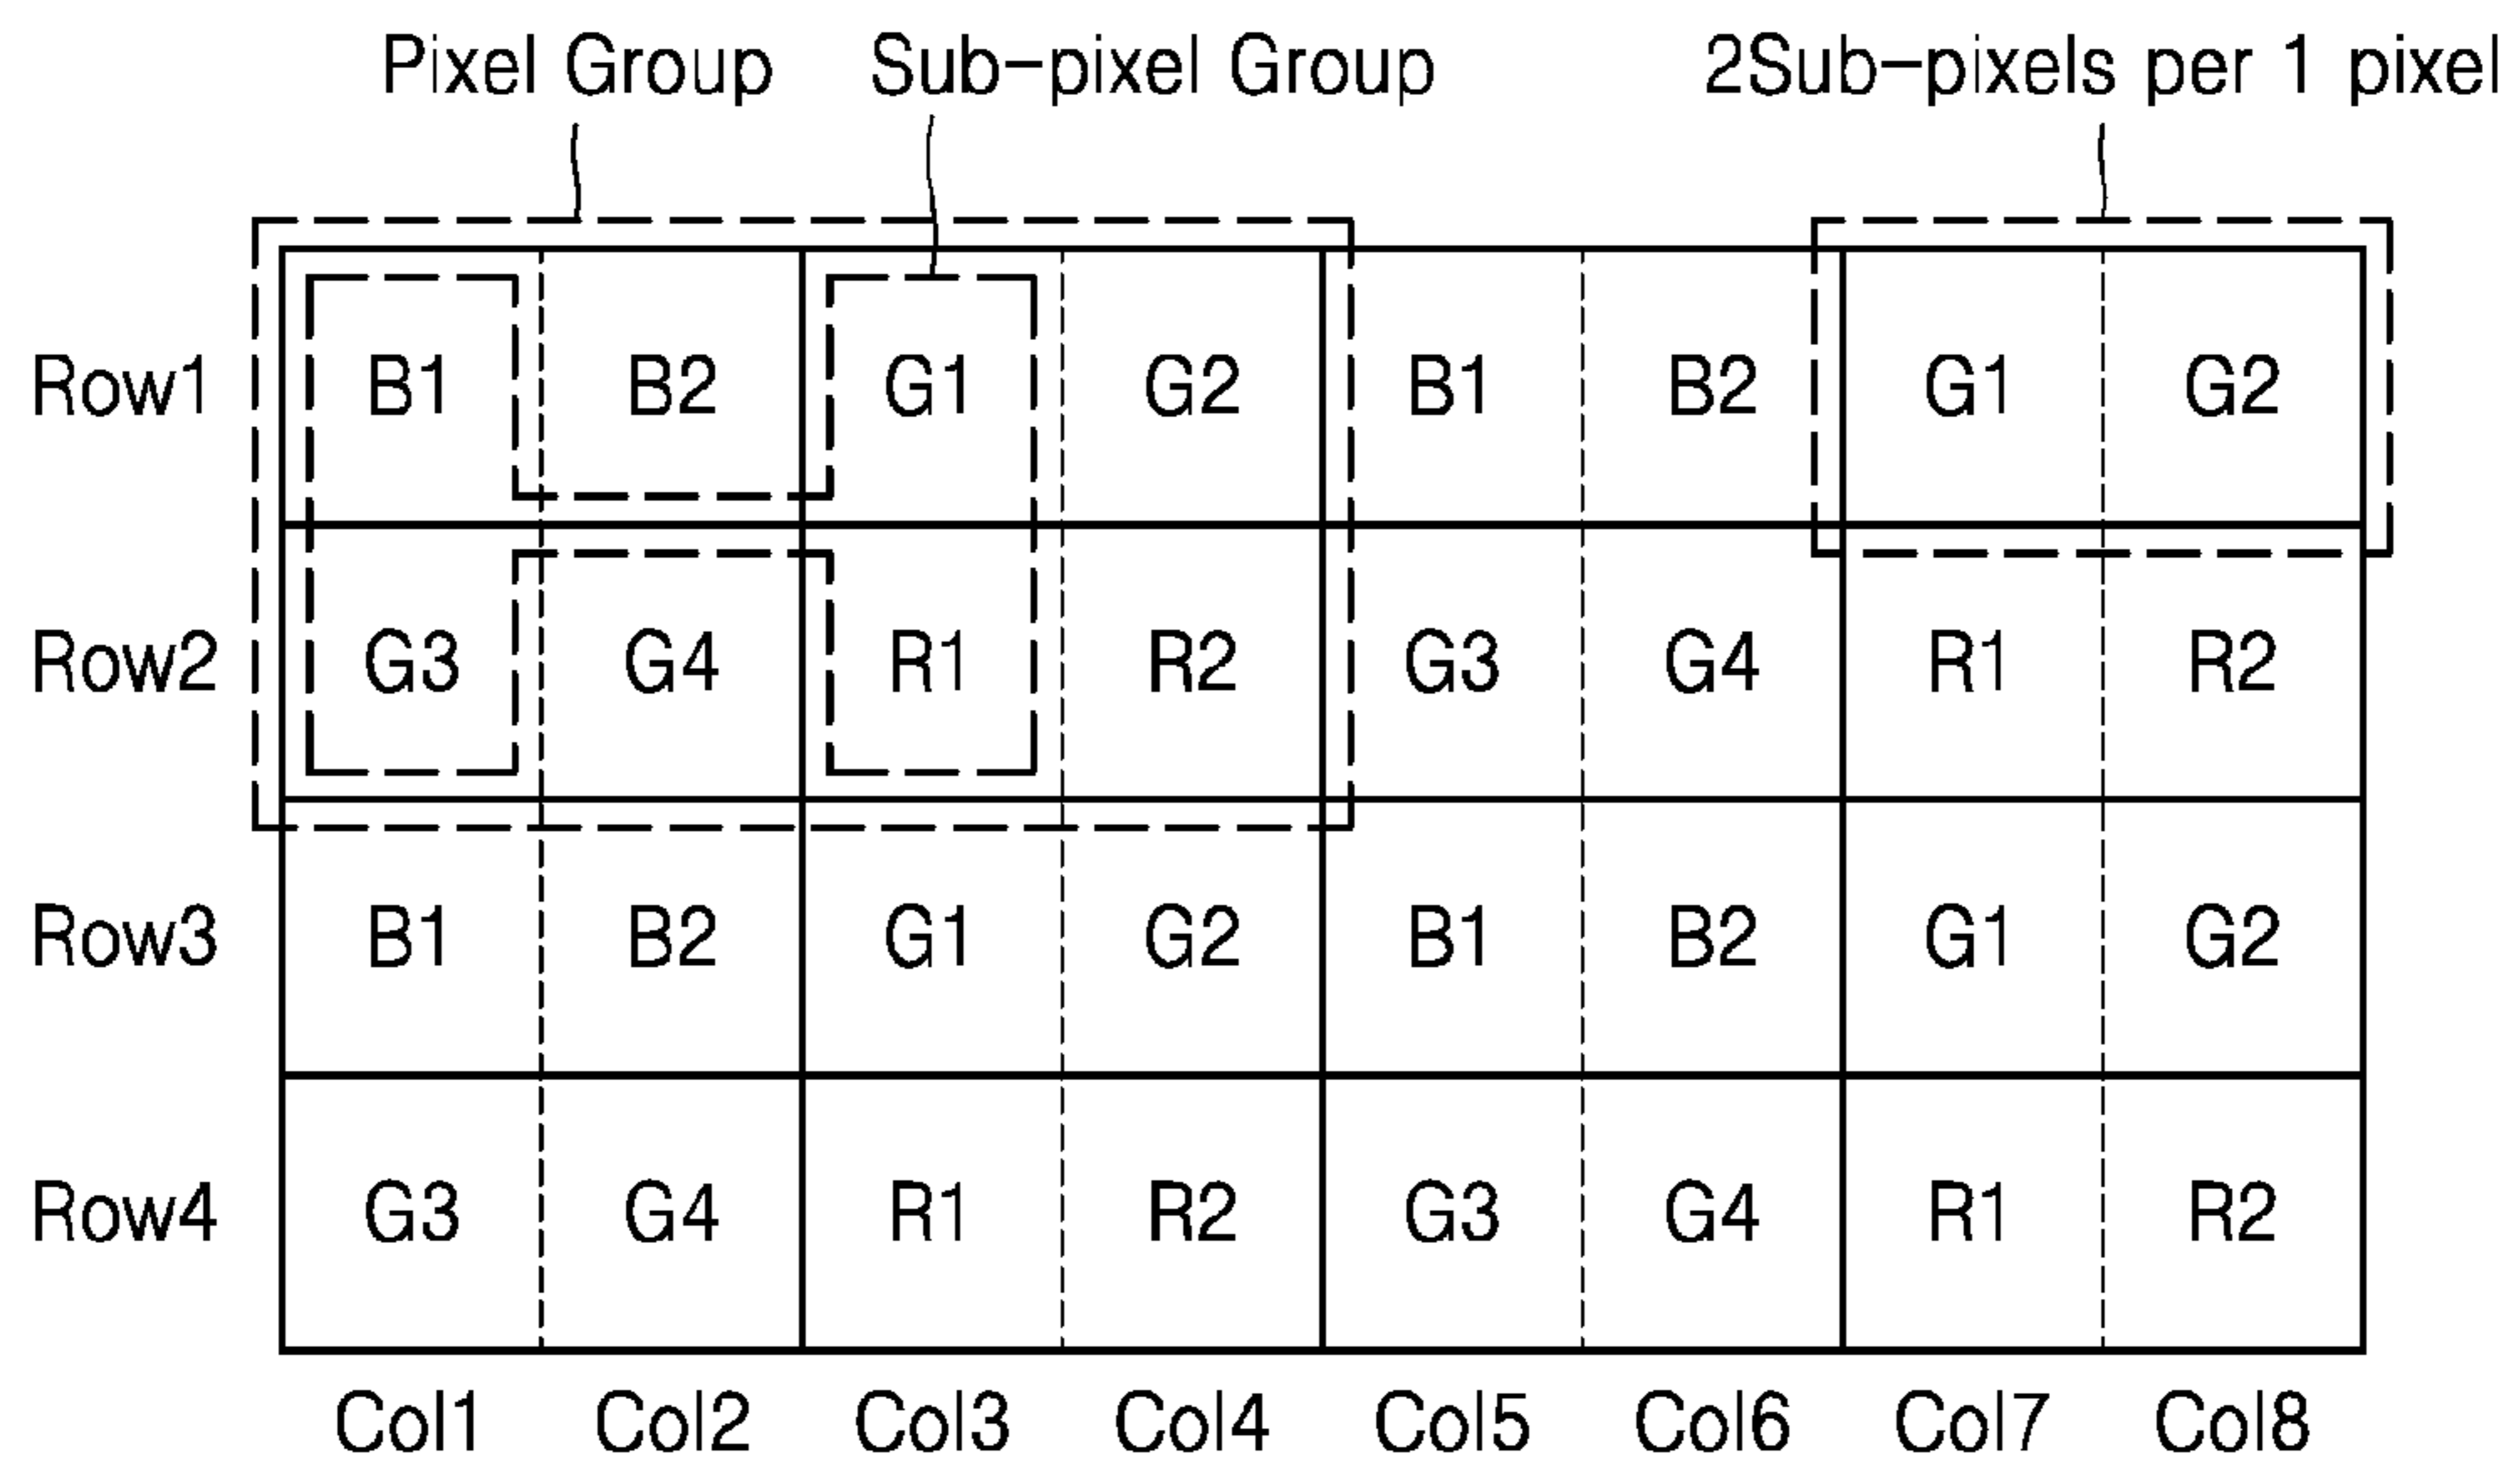 Pixel Group Sub-pixel Group 2Sub-pixels per 1 pixel
Row1 B1 B2 G1 G2 B1 B2 G1 G2
Row2 G3 G4 R1 R2 G3 G4 R1 R2
Row3 B1 B2 G1 G2 B1 B2 G1 G2
Row4 G3 G4 R1 R2 G3 G4 R1 R2
Col1 Col2 Col3 Col4 Col5 Col6 Col7 Col8